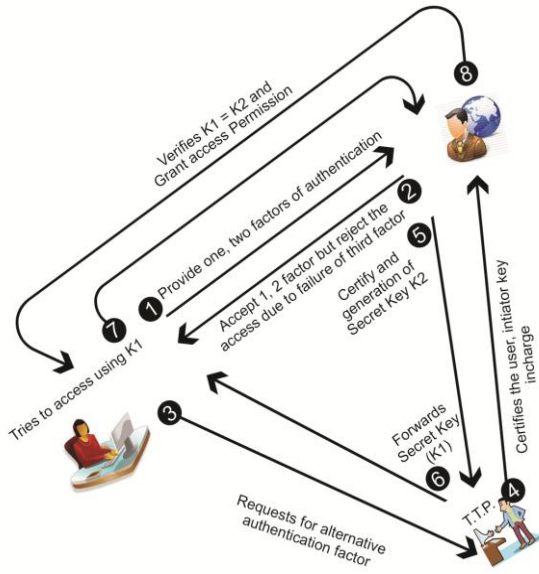 8
Verifies K1 = K2 and
Grant access Permission
1
Provide one, two factors of authentication
2
Accept 1, 2 factor but reject the
access due to failure of third factor
5
Certify and
generation of
Secret Key K2
7
Tries to access using K1
3
Requests for alternative
authentication factor
Forwards
Secret Key
(K1)
6
T.T.P.
4
Certifies the user, intiator key
incharge